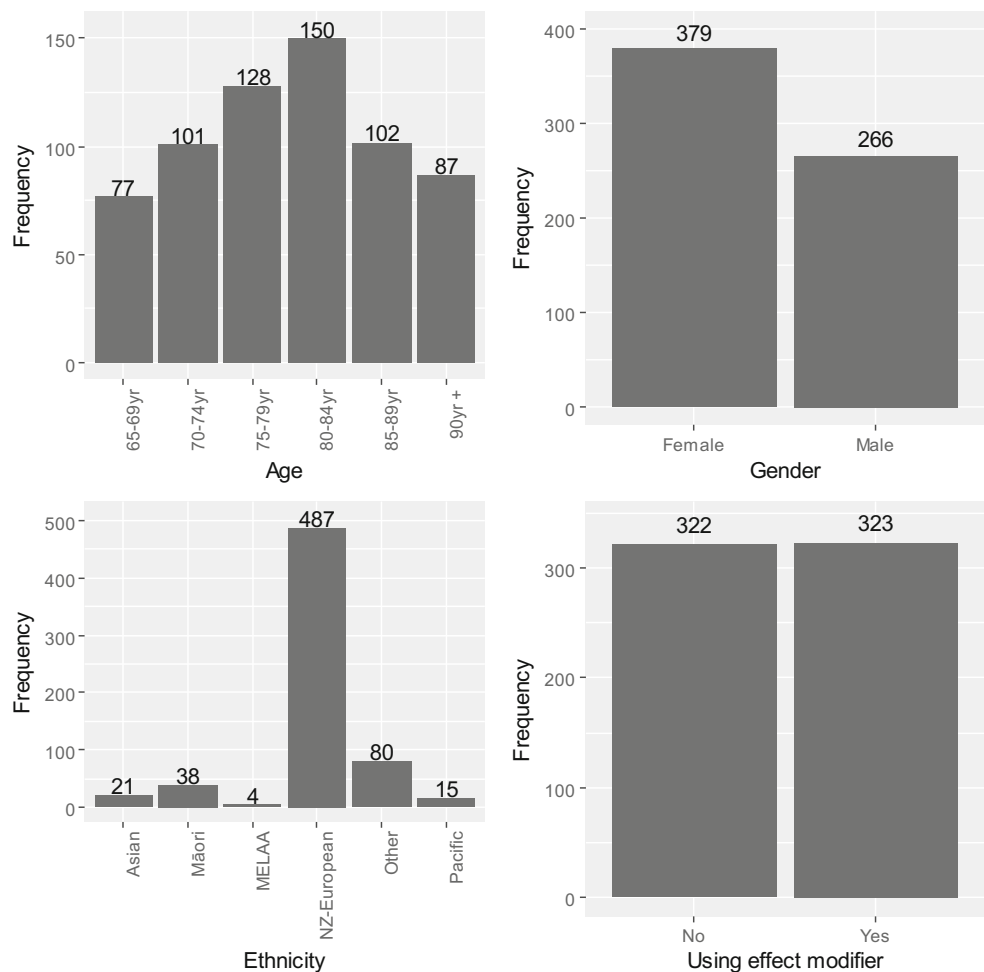 150
128
101
102
87
77
150
100
50
0
Frequency
65-69yr
70-74yr
75-79yr
80-84yr
85-89yr
90yr +
Age
379
266
400
300
200
100
0
Frequency
Female
Male
Gender
487
80
38
21
4
15
500
400
300
200
100
0
Frequency
Asian
Māori
MELAA
NZ-European
Other
Pacific
Ethnicity
322
323
300
200
100
0
Frequency
No
Yes
Using effect modifier